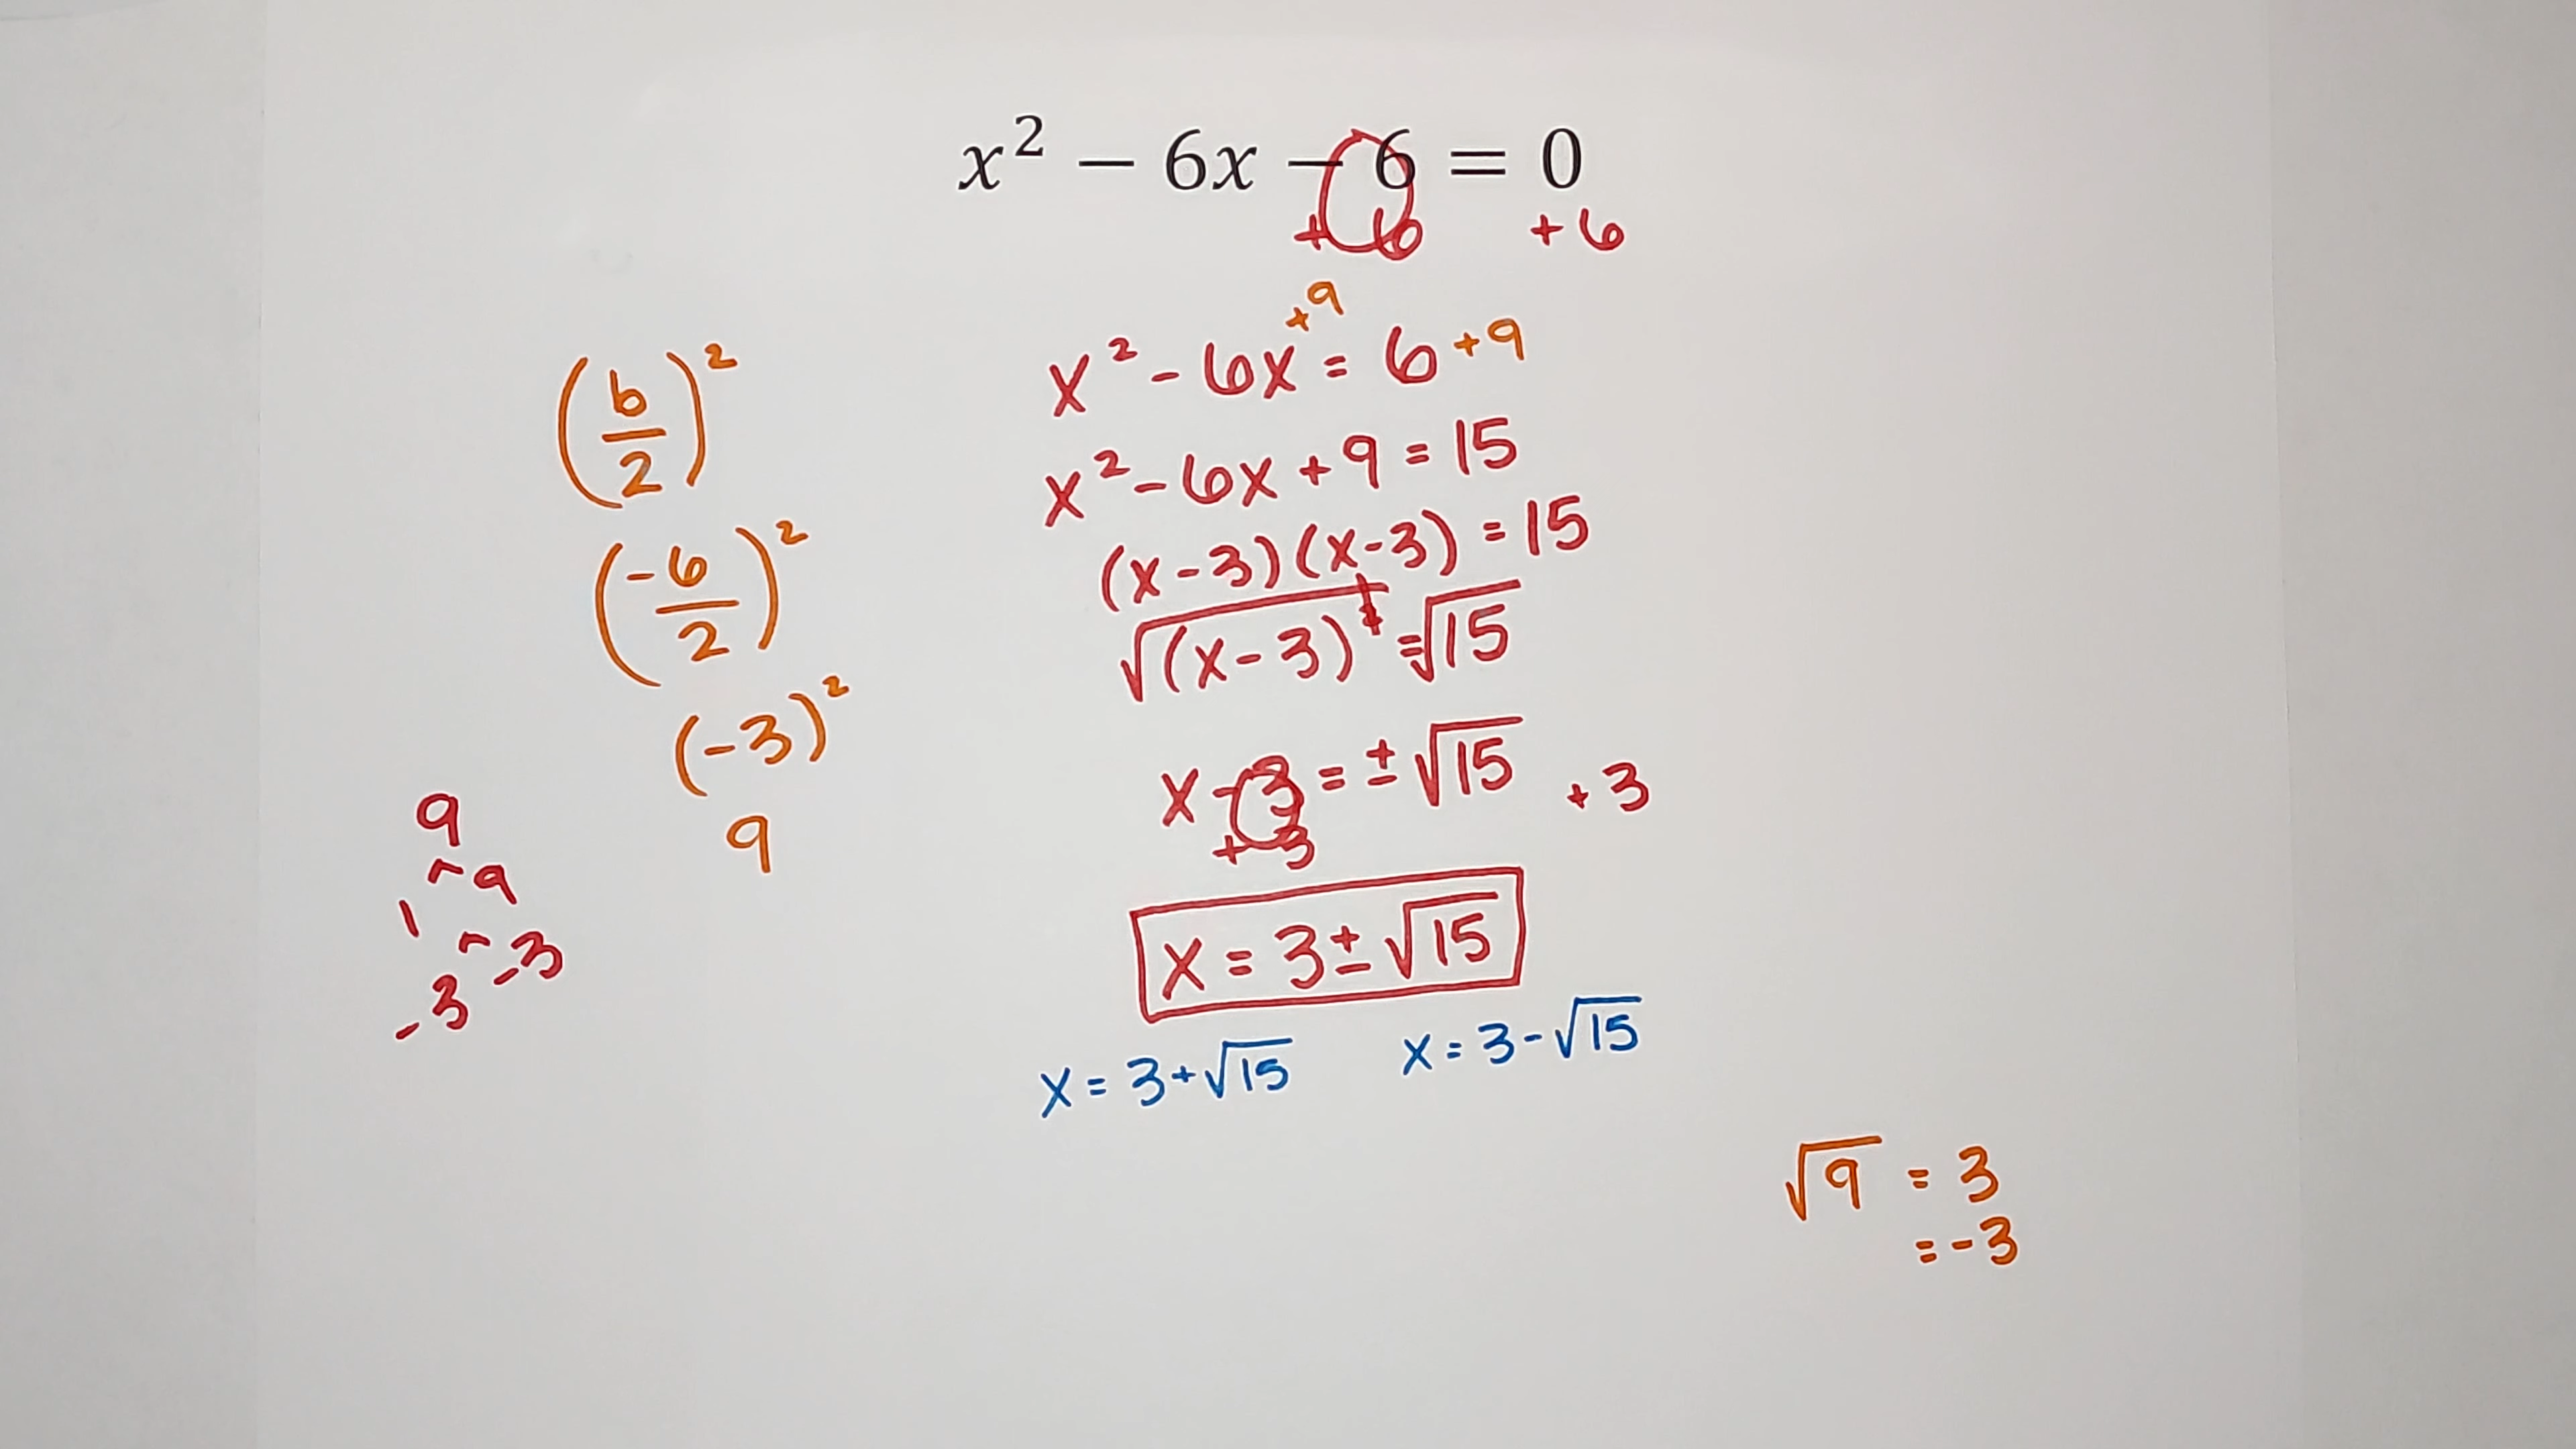 x² − 6x − 6 = 0
+ 6 + 6
+ 9
x² - 6x = 6 + 9
x² - 6x + 9 = 15
(x - 3)(x - 3) = 15
√(x - 3)² = √15
x - 3 = ± √15 + 3
+ 3
x = 3 ± √15
x = 3 + √15 x = 3 - √15
(b/2)²
(-6/2)²
(-3)²
9
9
1 9
-3 -3
√9 = 3
= -3